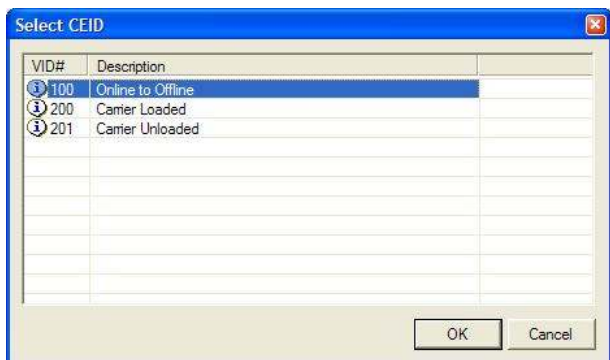 Select CEID
VID# Description
100 Online to Offline
200 Carrier Loaded
201 Carrier Unloaded
OK Cancel